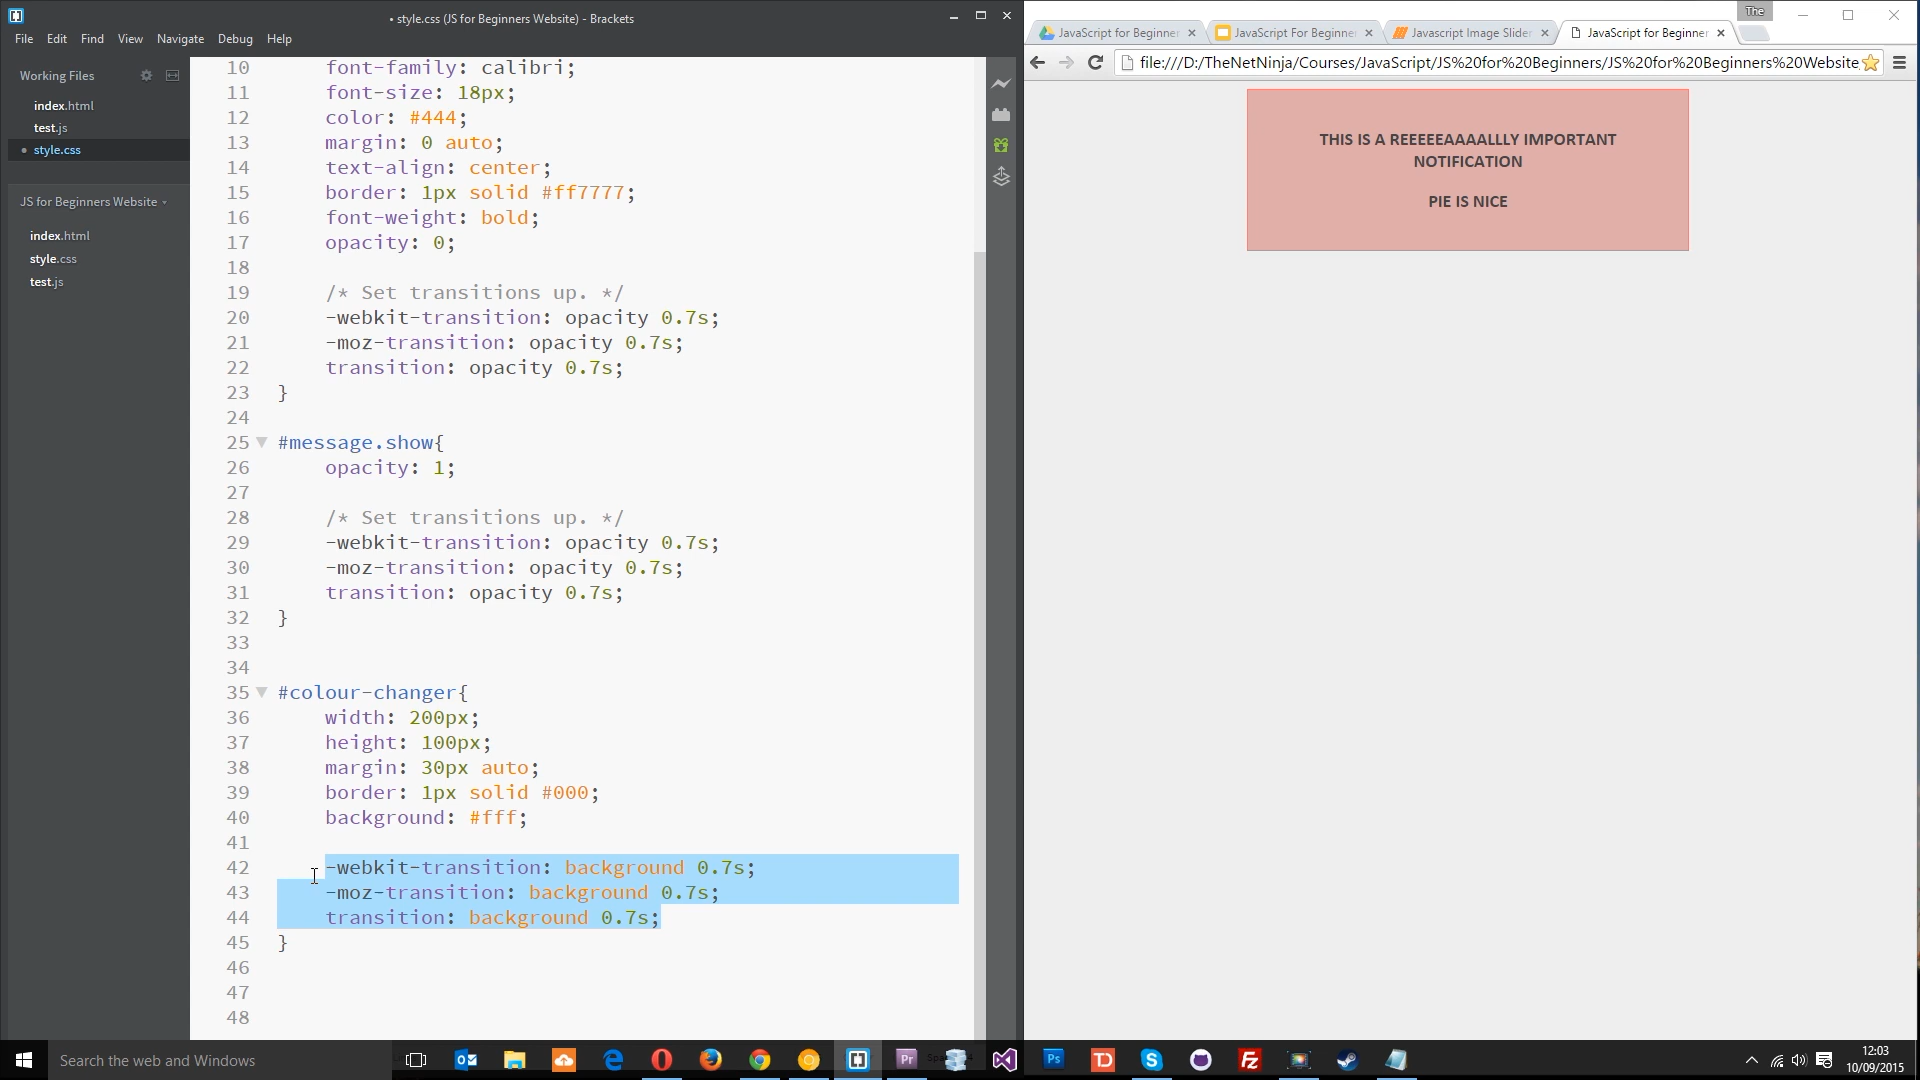 • style.css (JS for Beginners Website) - Brackets
File Edit Find View Navigate Debug Help
Working Files
index.html
test.js
• style.css
JS for Beginners Website
index.html
style.css
test.js
10 font-family: calibri;
11 font-size: 18px;
12 color: #444;
13 margin: 0 auto;
14 text-align: center;
15 border: 1px solid #ff7777;
16 font-weight: bold;
17 opacity: 0;
18
19 /* Set transitions up. */
20 -webkit-transition: opacity 0.7s;
21 -moz-transition: opacity 0.7s;
22 transition: opacity 0.7s;
23 }
24
25 #message.show{
26 opacity: 1;
27
28 /* Set transitions up. */
29 -webkit-transition: opacity 0.7s;
30 -moz-transition: opacity 0.7s;
31 transition: opacity 0.7s;
32 }
33
34
35 #colour-changer{
36 width: 200px;
37 height: 100px;
38 margin: 30px auto;
39 border: 1px solid #000;
40 background: #fff;
41
42 -webkit-transition: background 0.7s;
43 -moz-transition: background 0.7s;
44 transition: background 0.7s;
45 }
46
47
48
The
JavaScript for Beginner JavaScript For Beginne Javascript Image Slider JavaScript for Beginner
file:///D:/TheNetNinja/Courses/JavaScript/JS%20for%20Beginners/JS%20for%20Beginners%20Website
THIS IS A REEEEEAAAALLLY IMPORTANT
NOTIFICATION
PIE IS NICE
Search the web and Windows
Pr
Ps
TD
Fz
12:03
10/09/2015